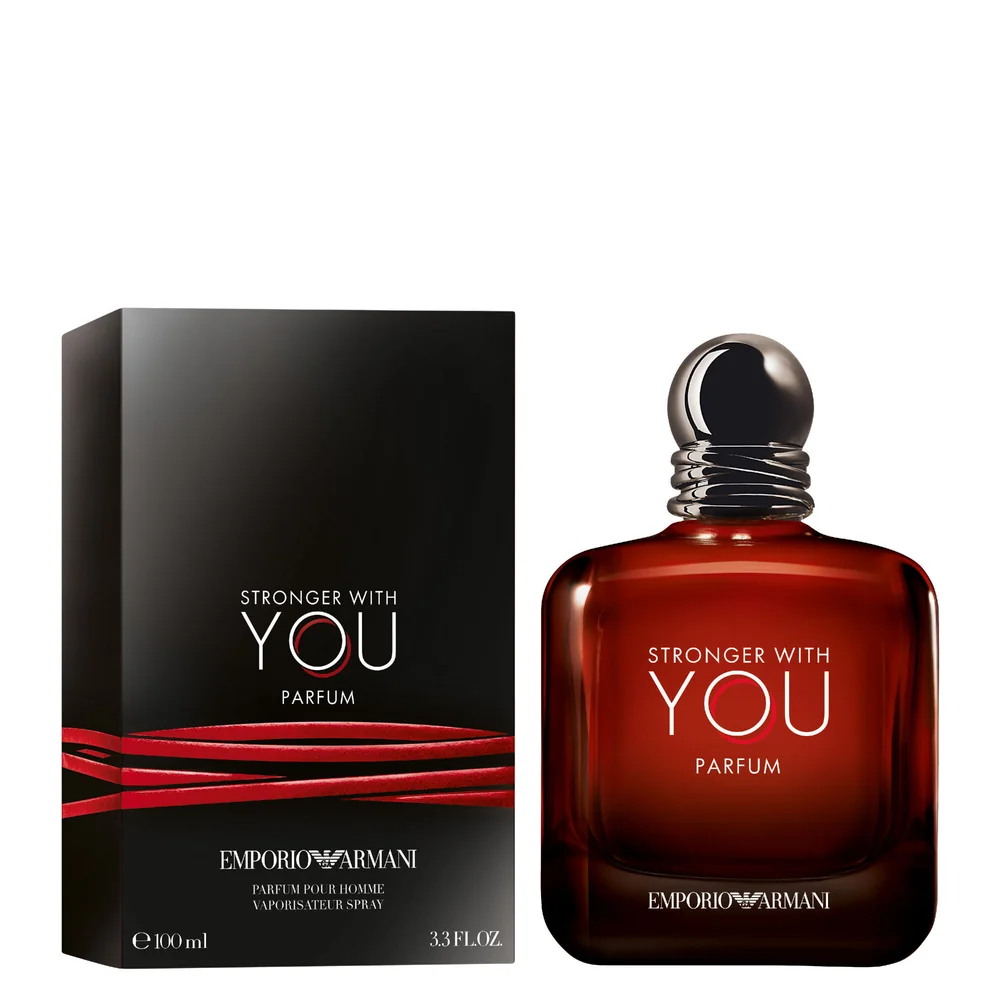 STRONGER WITH
YOU
PARFUM
EMPORIO ARMANI
PARFUM POUR HOMME
VAPORISATEUR SPRAY
e 100 ml
3.3 FL.OZ.
STRONGER WITH
YOU
PARFUM
EMPORIO ARMANI